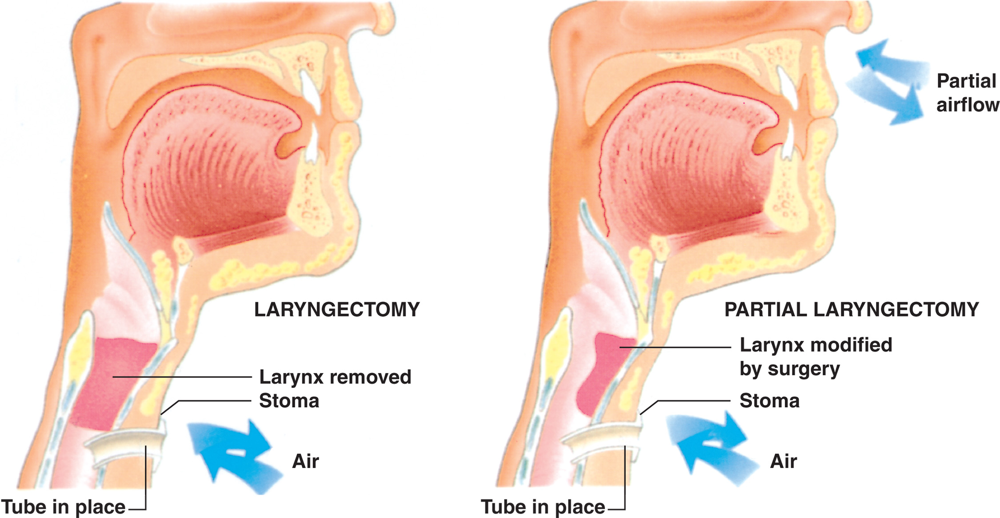 LARYNGECTOMY
Larynx removed
Stoma
Air
Tube in place
Partial
airflow
PARTIAL LARYNGECTOMY
Larynx modified
by surgery
Stoma
Air
Tube in place